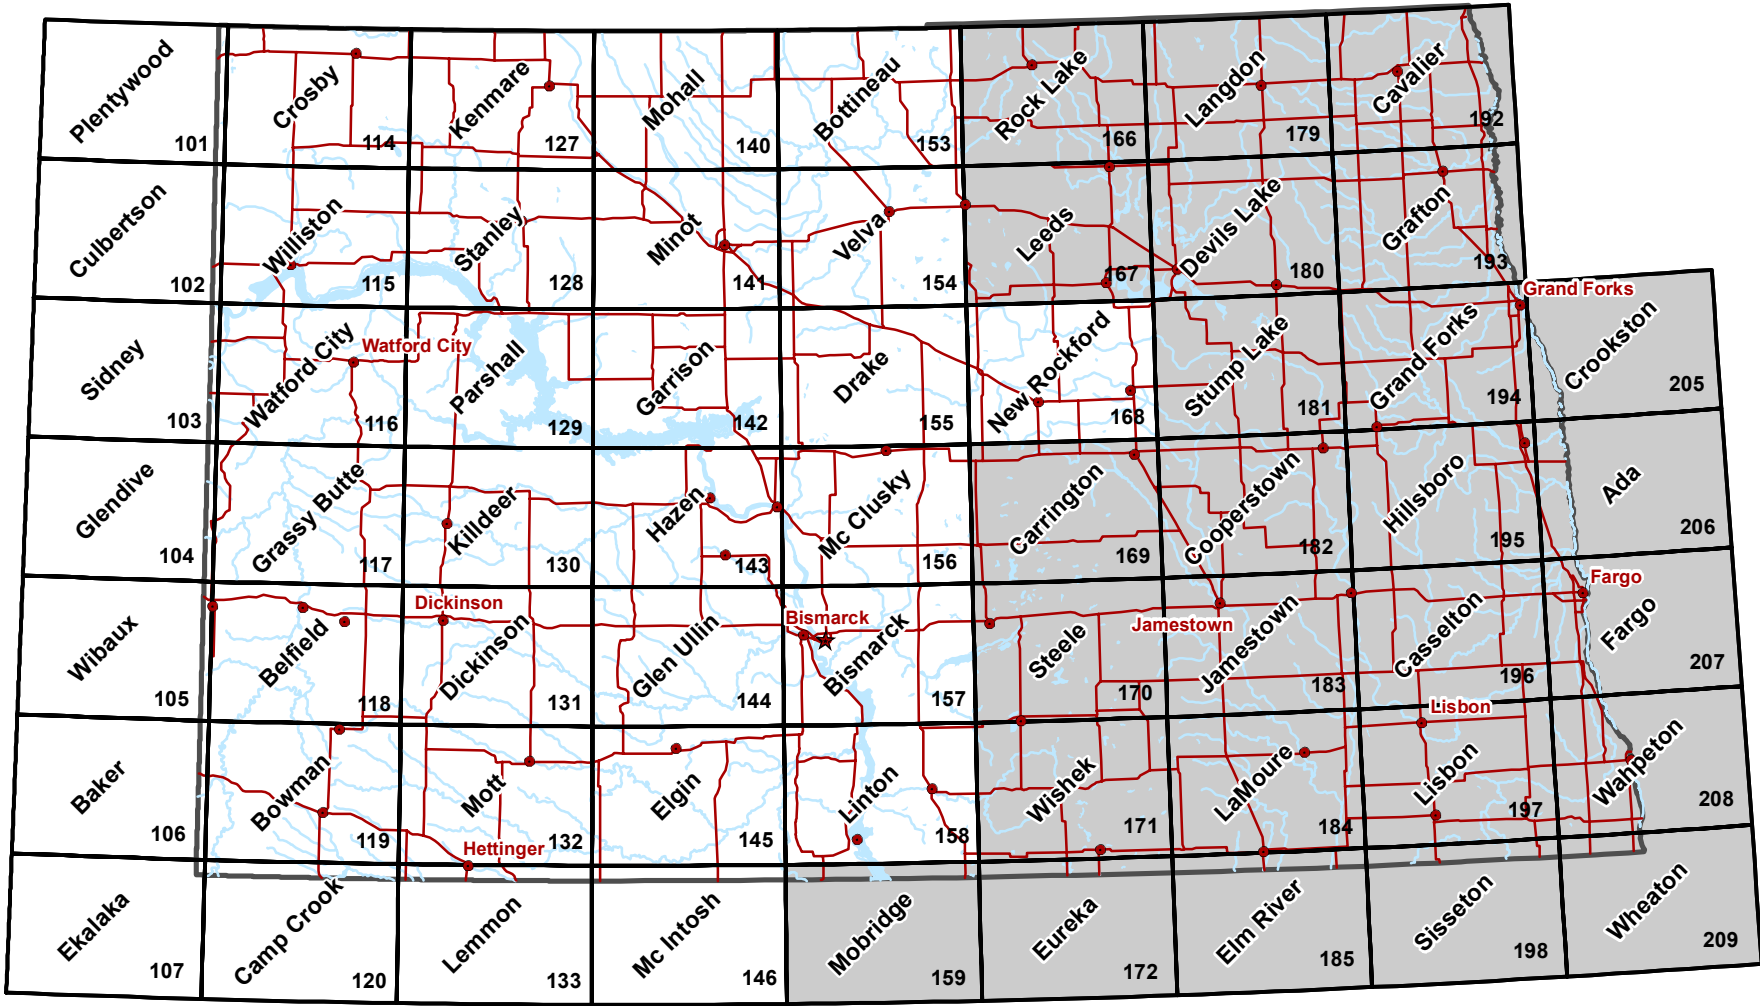 Plentywood
101
Crosby
114
Kenmare
127
Mohall
140
Bottineau
153
Rock Lake
166
Langdon
179
Cavalier
192
Culbertson
102
Williston
115
Stanley
128
Minot
141
Velva
154
Leeds
167
Devils Lake
180
Grafton
193
Sidney
103
Watford City
Watford City
116
Parshall
129
Garrison
142
Drake
155
New Rockford
168
Stump Lake
181
Grand Forks
Grand Forks
194
Crookston
205
Glendive
104
Grassy Butte
117
Killdeer
130
Hazen
143
Mc Clusky
156
Carrington
169
Cooperstown
182
Hillsboro
195
Ada
206
Wibaux
105
Belfield
118
Dickinson
Dickinson
131
Glen Ullin
144
Bismarck
Bismarck
157
Steele
170
Jamestown
Jamestown
183
Casselton
196
Fargo
Fargo
207
Baker
106
Bowman
119
Mott
132
Hettinger
Elgin
145
Linton
158
Wishek
171
LaMoure
184
Lisbon
Lisbon
197
Wahpeton
208
Ekalaka
107
Camp Crook
120
Lemmon
133
Mc Intosh
146
Mobridge
159
Eureka
172
Elm River
185
Sisseton
198
Wheaton
209